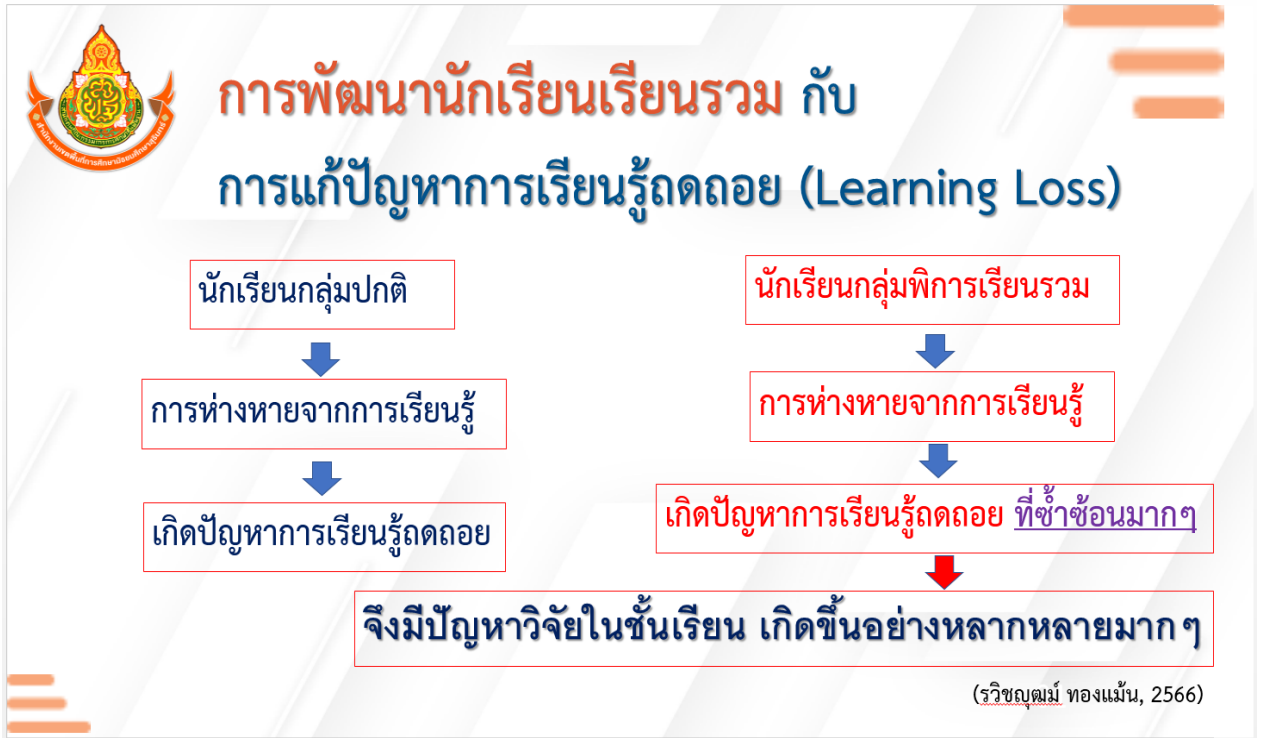 การพัฒนานักเรียนเรียนรวม กับ
การแก้ปัญหาการเรียนรู้ถดถอย (Learning Loss)
นักเรียนกลุ่มปกติ
การห่างหายจากการเรียนรู้
เกิดปัญหาการเรียนรู้ถดถอย
นักเรียนกลุ่มพิการเรียนรวม
การห่างหายจากการเรียนรู้
เกิดปัญหาการเรียนรู้ถดถอย ที่ซ้ำซ้อนมากๆ
จึงมีปัญหาวิจัยในชั้นเรียน เกิดขึ้นอย่างหลากหลายมาก ๆ
(รวิชญุฒม์ ทองแม้น, 2566)